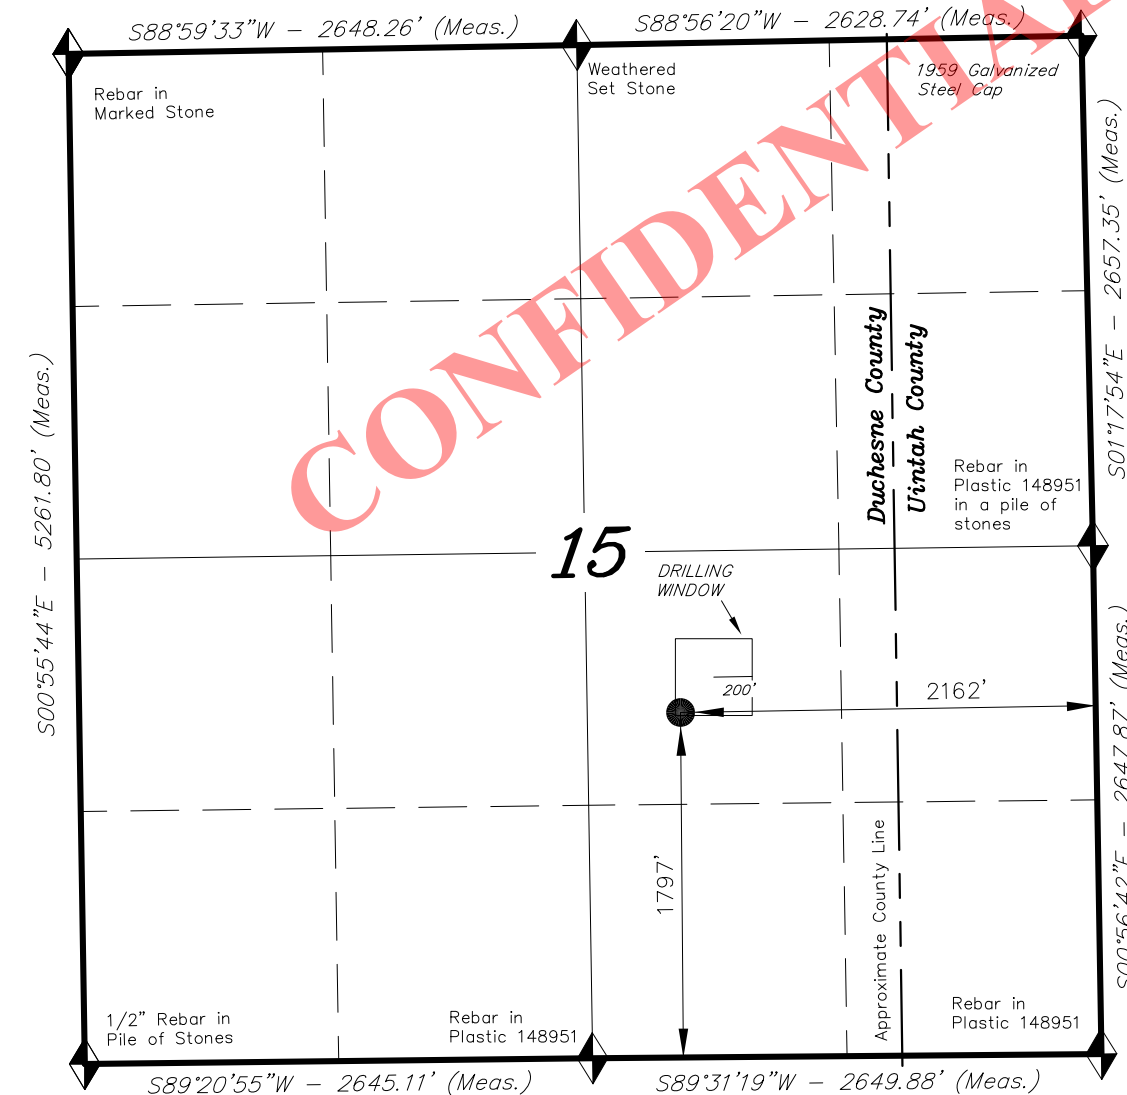 S88°59'33"W - 2648.26' (Meas.)
S88°56'20"W - 2628.74' (Meas.)
Rebar in
Marked Stone
Weathered
Set Stone
1959 Galvanized
Steel Cap
CONFIDENTIAL
S01°17'54"E - 2657.35' (Meas.)
S00°55'44"E - 5261.80' (Meas.)
Duchesne County
Uintah County
Rebar in
Plastic 148951
in a pile of
stones
15
DRILLING
WINDOW
200'
2162'
1797'
S00°56'42"E - 2647.87' (Meas.)
Approximate County Line
1/2" Rebar in
Pile of Stones
Rebar in
Plastic 148951
Rebar in
Plastic 148951
S89°20'55"W - 2645.11' (Meas.)
S89°31'19"W - 2649.88' (Meas.)